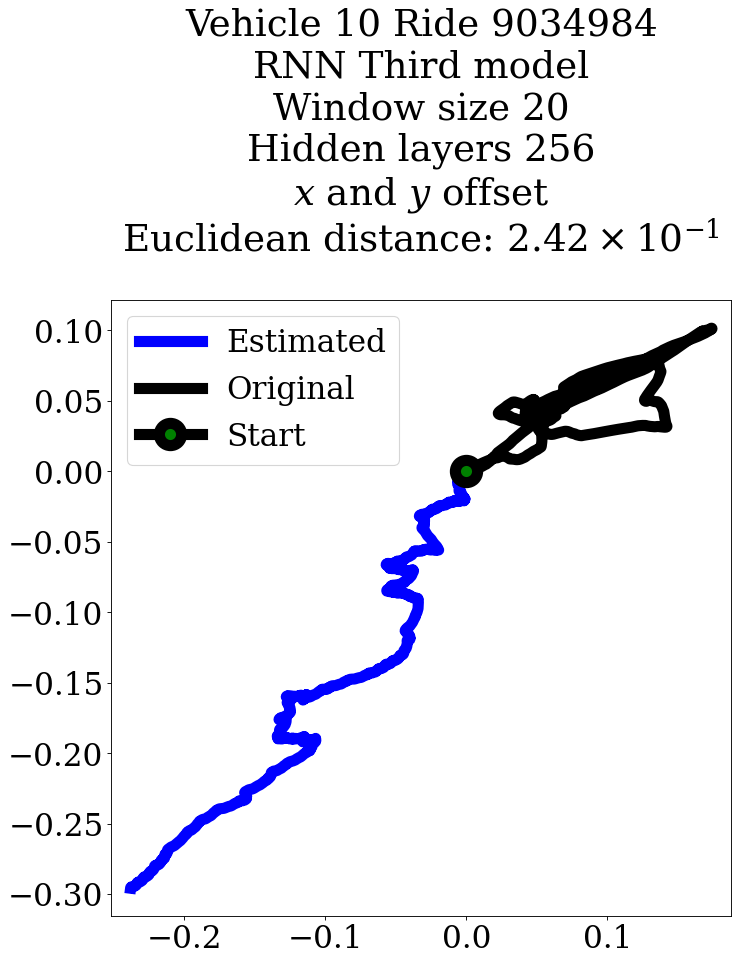 Vehicle 10 Ride 9034984
RNN Third model
Window size 20
Hidden layers 256
x and y offset
Euclidean distance: 2.42 × 10⁻¹
Estimated
Original
Start
0.10
0.05
0.00
−0.05
−0.10
−0.15
−0.20
−0.25
−0.30
−0.2 −0.1 0.0 0.1